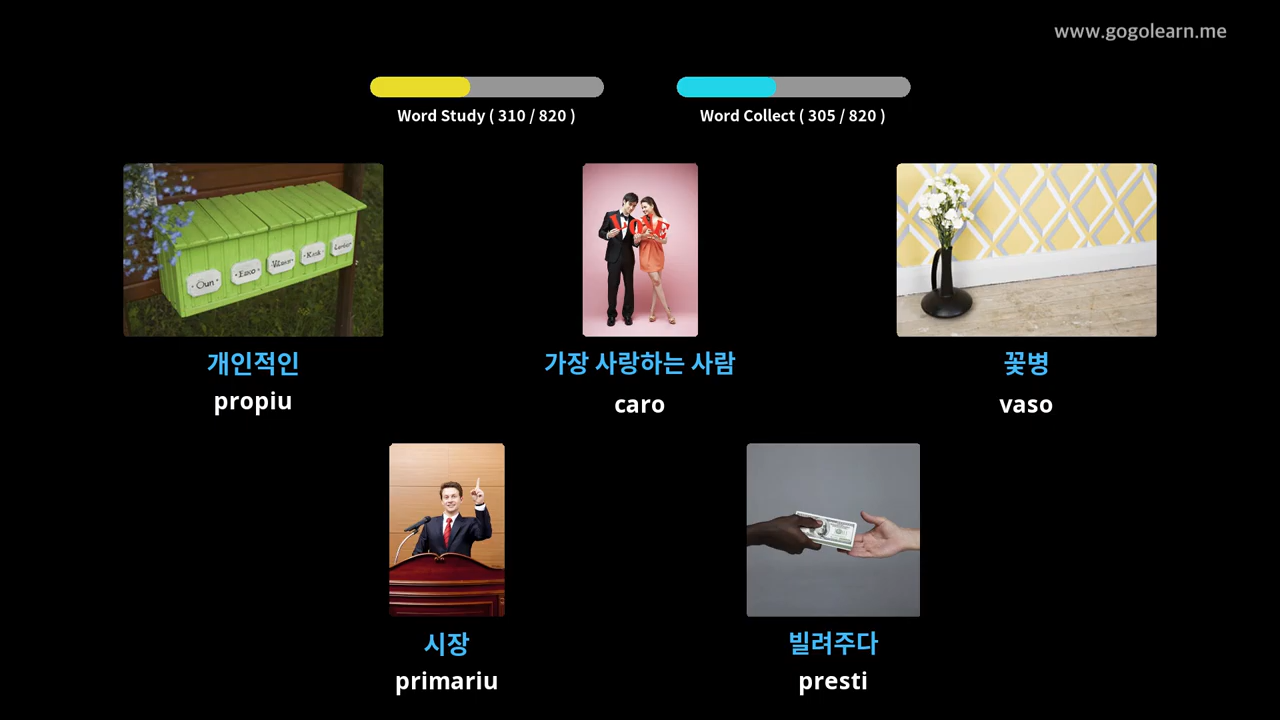 www.gogolearn.me
Word Study ( 310 / 820 )
Word Collect ( 305 / 820 )
LOVE
개인적인
propiu
가장 사랑하는 사람
caro
꽃병
vaso
시장
primariu
빌려주다
presti